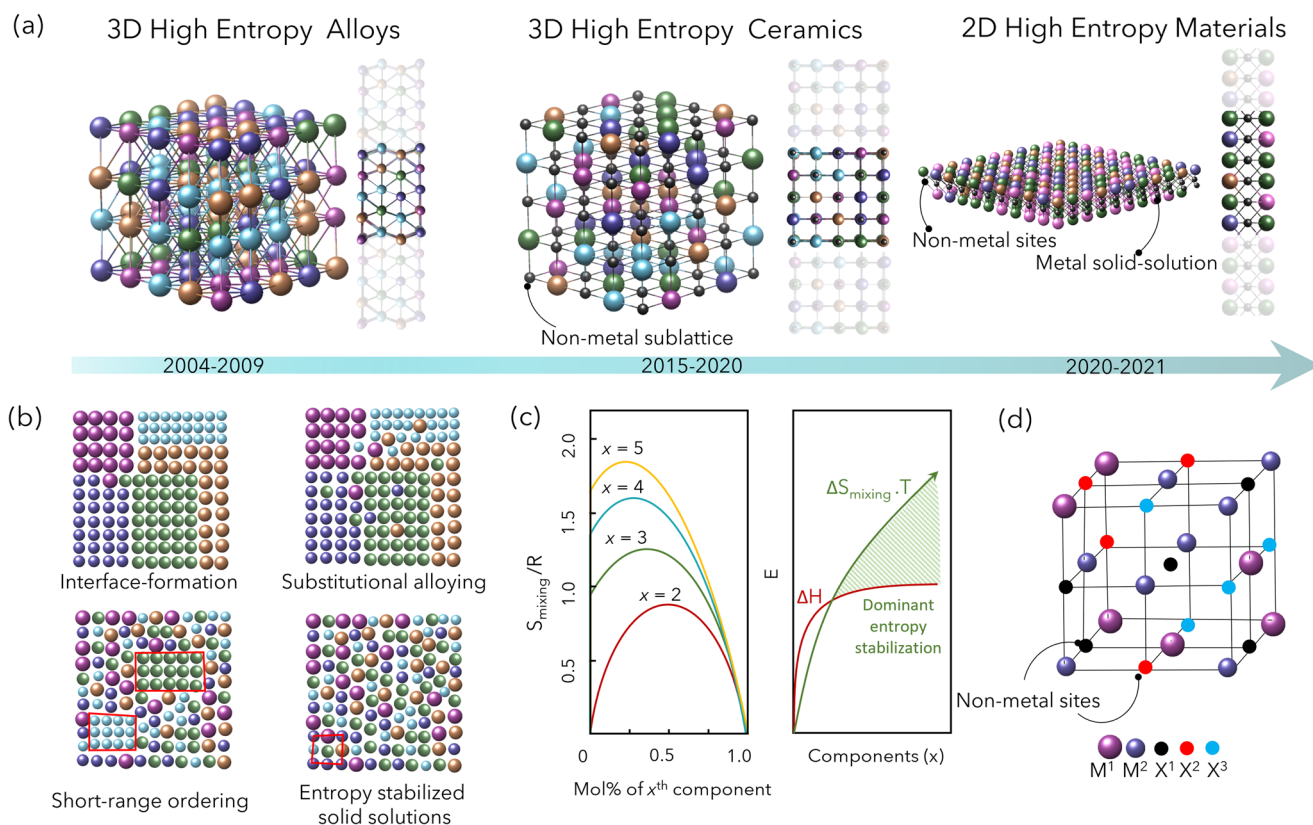 (a)
3D High Entropy Alloys
3D High Entropy Ceramics
2D High Entropy Materials
Non-metal sublattice
Non-metal sites
Metal solid-solution
2004-2009
2015-2020
2020-2021
(b)
Interface-formation
Substitutional alloying
Short-range ordering
Entropy stabilized
solid solutions
(c)
S_mixing/R
2.0
1.5
1.0
0.5
x = 5
x = 4
x = 3
x = 2
0
0.5
1.0
Mol% of xᵗʰ component
E
ΔS_mixing .T
ΔH
Dominant
entropy
stabilization
Components (x)
(d)
Non-metal sites
M¹ M² X¹ X² X³